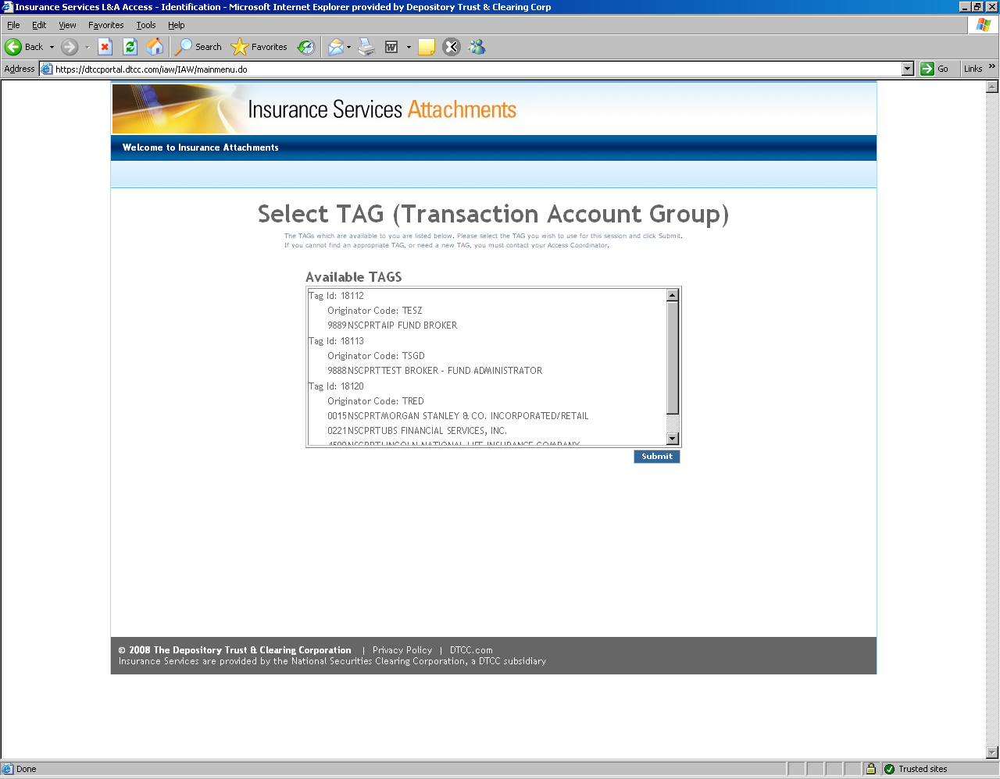 Insurance Services L&A Access - Identification - Microsoft Internet Explorer provided by Depository Trust & Clearing Corp
File Edit View Favorites Tools Help
Back Search Favorites
Address https://dtccportal.dtcc.com/iaw/IAW/mainmenu.do Go Links »
Insurance Services Attachments
Welcome to Insurance Attachments
Select TAG (Transaction Account Group)
The TAGs which are available to you are listed below. Please select the TAG you wish to use for this session and click Submit.
If you cannot find an appropriate TAG, or need a new TAG, you must contact your Access Coordinator.
Available TAGS
Tag Id: 18112
Originator Code: TESZ
9889NSCPRTAIP FUND BROKER
Tag Id: 18113
Originator Code: TSGD
9888NSCPRTTEST BROKER - FUND ADMINISTRATOR
Tag Id: 18120
Originator Code: TRED
0015NSCPRTMORGAN STANLEY & CO. INCORPORATED/RETAIL
0221NSCPRTUBS FINANCIAL SERVICES, INC.
LINCOLN NATIONAL LIFE INSURANCE COMPANY
Submit
© 2008 The Depository Trust & Clearing Corporation | Privacy Policy | DTCC.com
Insurance Services are provided by the National Securities Clearing Corporation, a DTCC subsidiary
Done Trusted sites